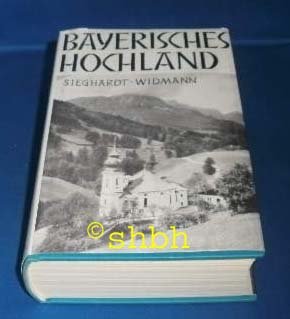 BAYERISCHES
HOCHLAND
SIEGHARDT-WIDMANN
©shbh